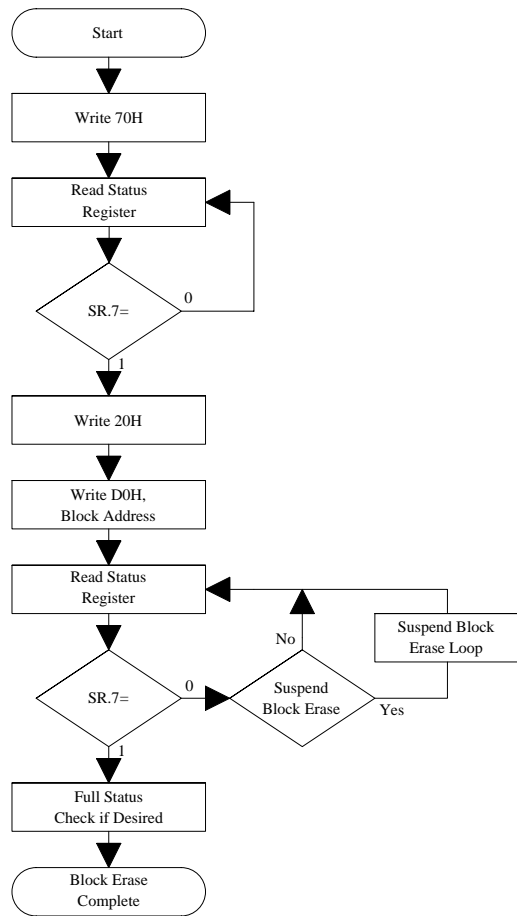 Start
Write 70H
Read Status
Register
SR.7=
0
1
Write 20H
Write D0H,
Block Address
Read Status
Register
No
Suspend Block
Erase Loop
SR.7=
0
Suspend
Block Erase
Yes
1
Full Status
Check if Desired
Block Erase
Complete